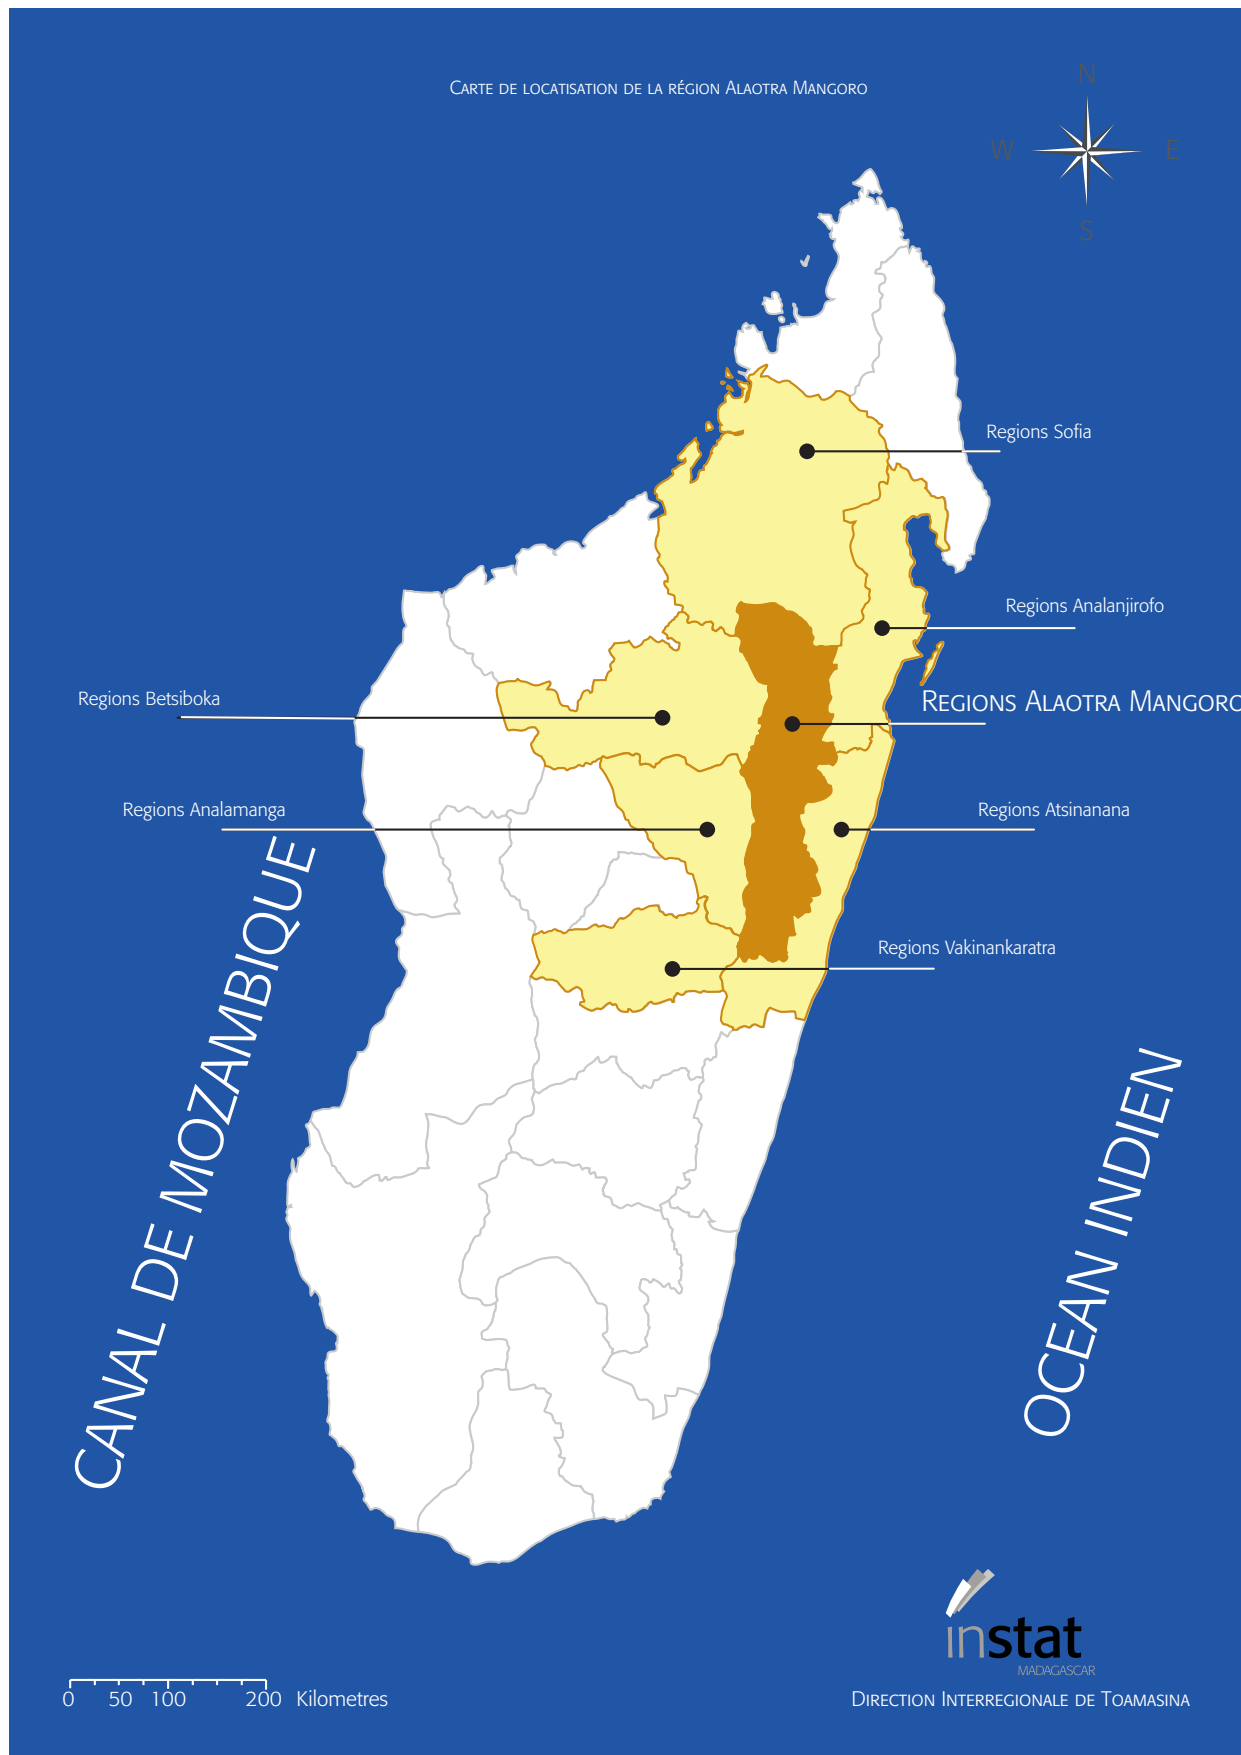 CARTE DE LOCATISATION DE LA RÉGION ALAOTRA MANGORO
N
W
E
S
Regions Sofia
Regions Analanjirofo
Regions Betsiboka
REGIONS ALAOTRA MANGORO
Regions Analamanga
Regions Atsinanana
Regions Vakinankaratra
CANAL DE MOZAMBIQUE
OCEAN INDIEN
instat
MADAGASCAR
0 50 100 200 Kilometres
DIRECTION INTERREGIONALE DE TOAMASINA